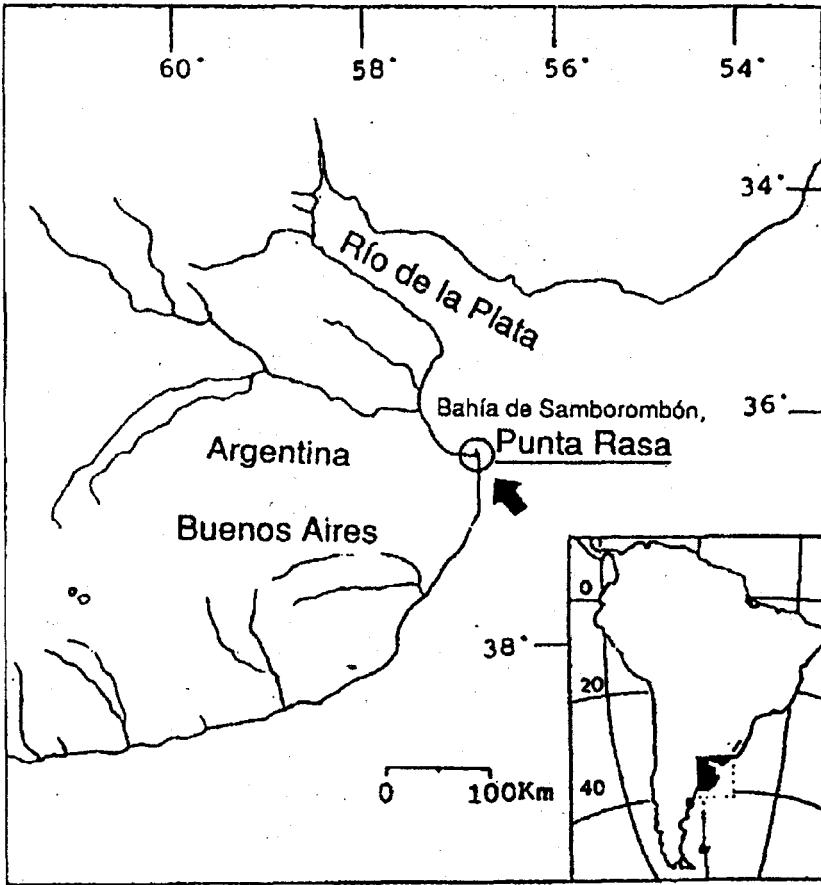 60° 58° 56° 54°
34°
Río de la Plata
Bahía de Samborombón,
36°
Punta Rasa
Argentina
Buenos Aires
38°
0 100Km
0
20
40